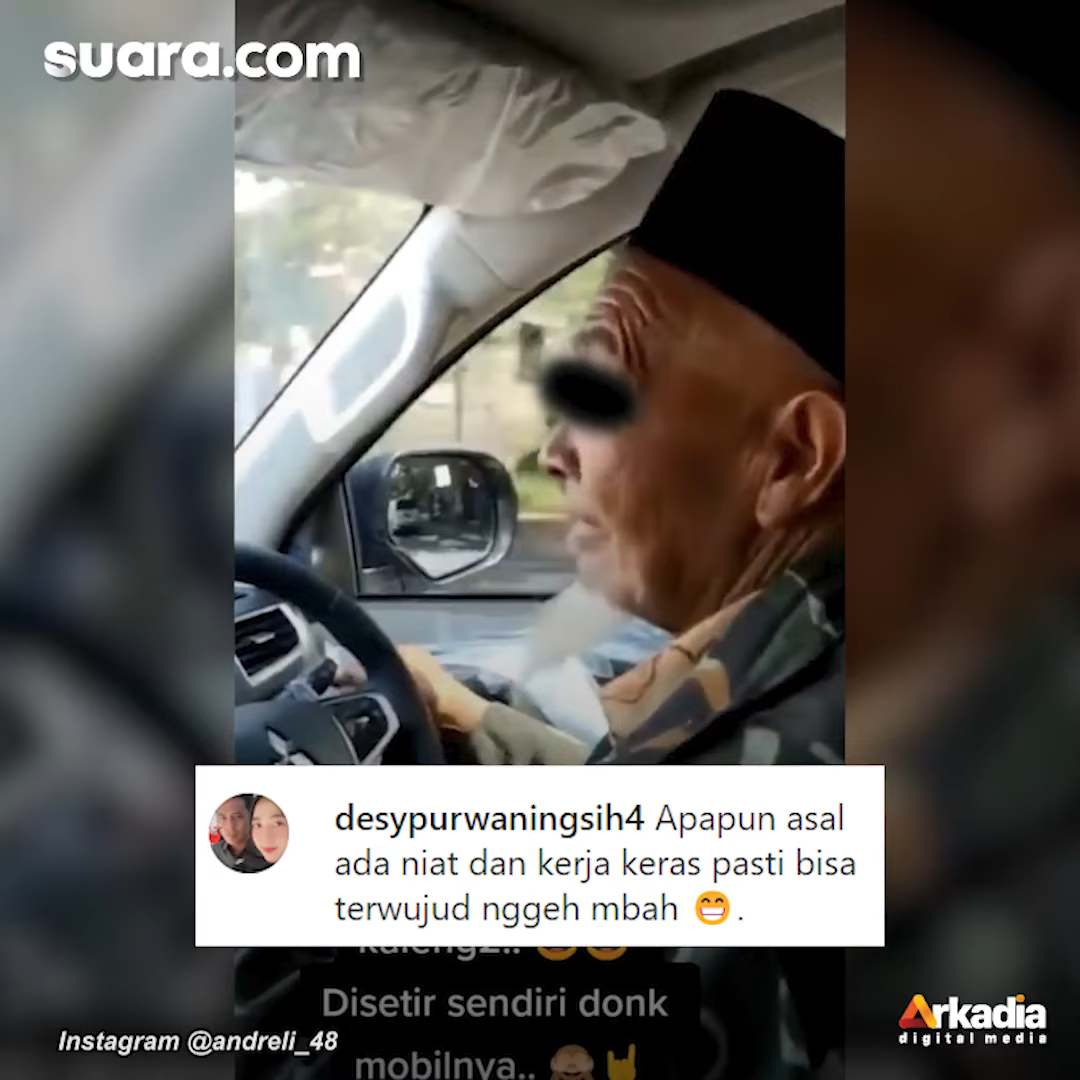 suara.com
desypurwaningsih4 Apapun asal
ada niat dan kerja keras pasti bisa
terwujud nggeh mbah 😁.
kaleng2.. 
Disetir sendiri donk
mobilnya.. 🙈🤘
Instagram @andreli_48
Arkadia
digital media